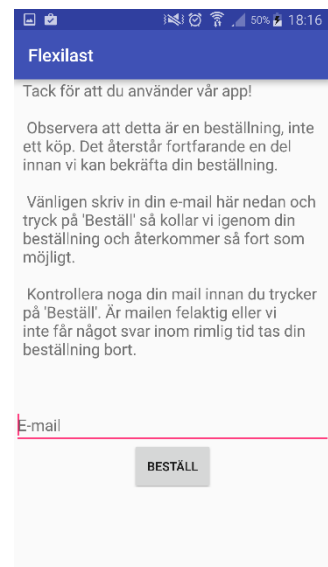 50% 18:16
Flexilast
Tack för att du använder vår app!
Observera att detta är en beställning, inte
ett köp. Det återstår fortfarande en del
innan vi kan bekräfta din beställning.
Vänligen skriv in din e-mail här nedan och
tryck på 'Beställ' så kollar vi igenom din
beställning och återkommer så fort som
möjligt.
Kontrollera noga din mail innan du trycker
på 'Beställ'. Är mailen felaktig eller vi
inte får något svar inom rimlig tid tas din
beställning bort.
E-mail
BESTÄLL